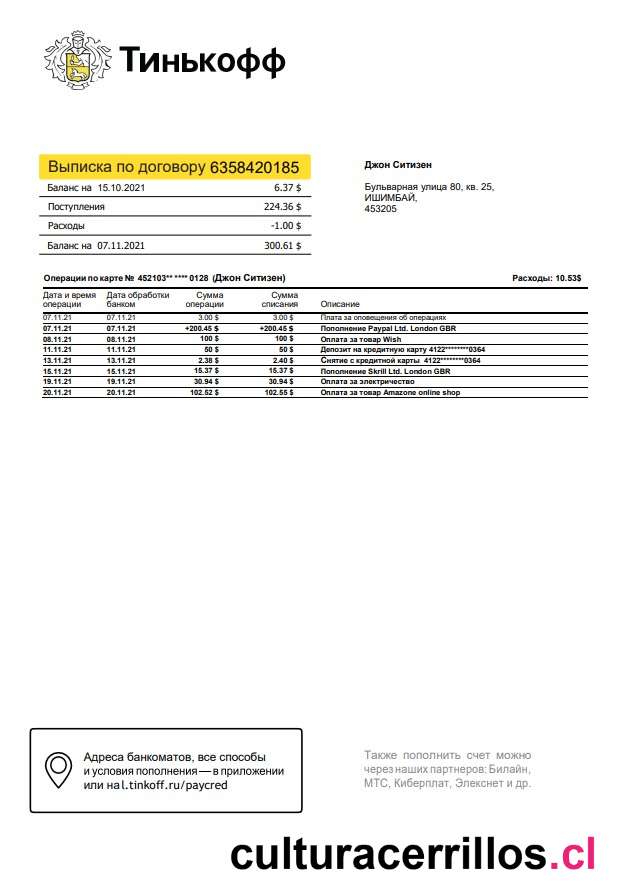 Тинькофф
Выписка по договору 6358420185
Баланс на 15.10.2021 6.37 $
Поступления 224.36 $
Расходы -1.00 $
Баланс на 07.11.2021 300.61 $
Джон Ситизен
Бульварная улица 80, кв. 25,
ИШИМБАЙ,
453205
Операции по карте № 452103** **** 0128 (Джон Ситизен) Расходы: 10.53$
Дата и время Дата обработки Сумма Сумма
операции банком операции списания Описание
07.11.21 07.11.21 3.00 $ 3.00 $ Плата за оповещения об операциях
07.11.21 07.11.21 +200.45 $ +200.45 $ Пополнение Paypal Ltd. London GBR
08.11.21 08.11.21 100 $ 100 $ Оплата за товар Wish
11.11.21 11.11.21 50 $ 50 $ Депозит на кредитную карту 4122********0364
13.11.21 13.11.21 2.38 $ 2.40 $ Снятие с кредитной карты 4122********0364
15.11.21 15.11.21 15.37 $ 15.37 $ Пополнение Skrill Ltd. London GBR
19.11.21 19.11.21 30.94 $ 30.94 $ Оплата за электричество
20.11.21 20.11.21 102.52 $ 102.55 $ Оплата за товар Amazone online shop
Адреса банкоматов, все способы
и условия пополнения — в приложении
или на l.tinkoff.ru/paycred
Также пополнить счет можно
через наших партнеров: Билайн,
МТС, Киберплат, Элекснет и др.
culturacerrillos.cl